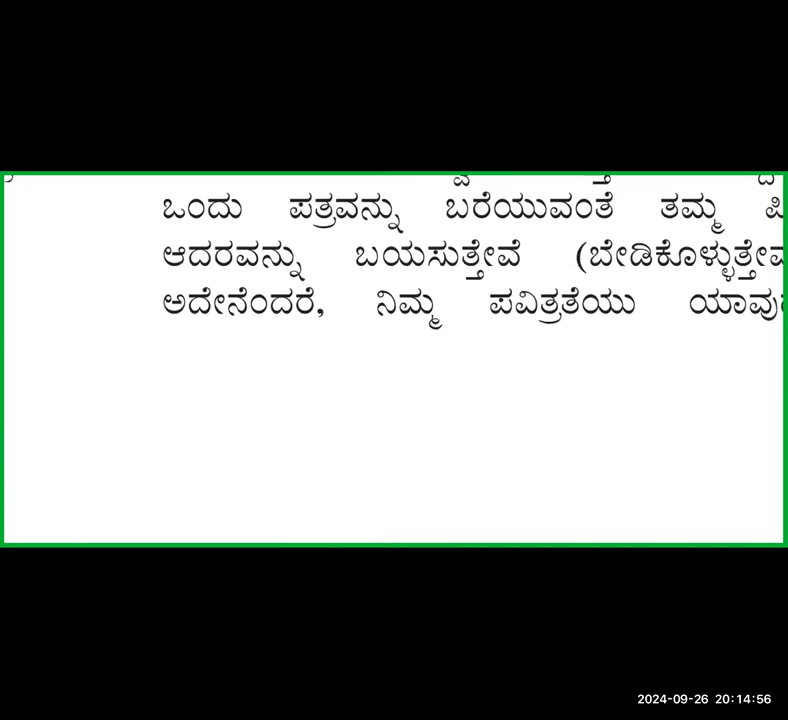 ಒಂದು ಪತ್ರವನ್ನು ಬರೆಯುವಂತೆ ತಮ್ಮ
ಆದರವನ್ನು ಬಯಸುತ್ತೇವೆ
ಅದೇನೆಂದರೆ, ನಿಮ್ಮ ಪವಿತ್ರತೆಯು
2024-09-26 20:14:56